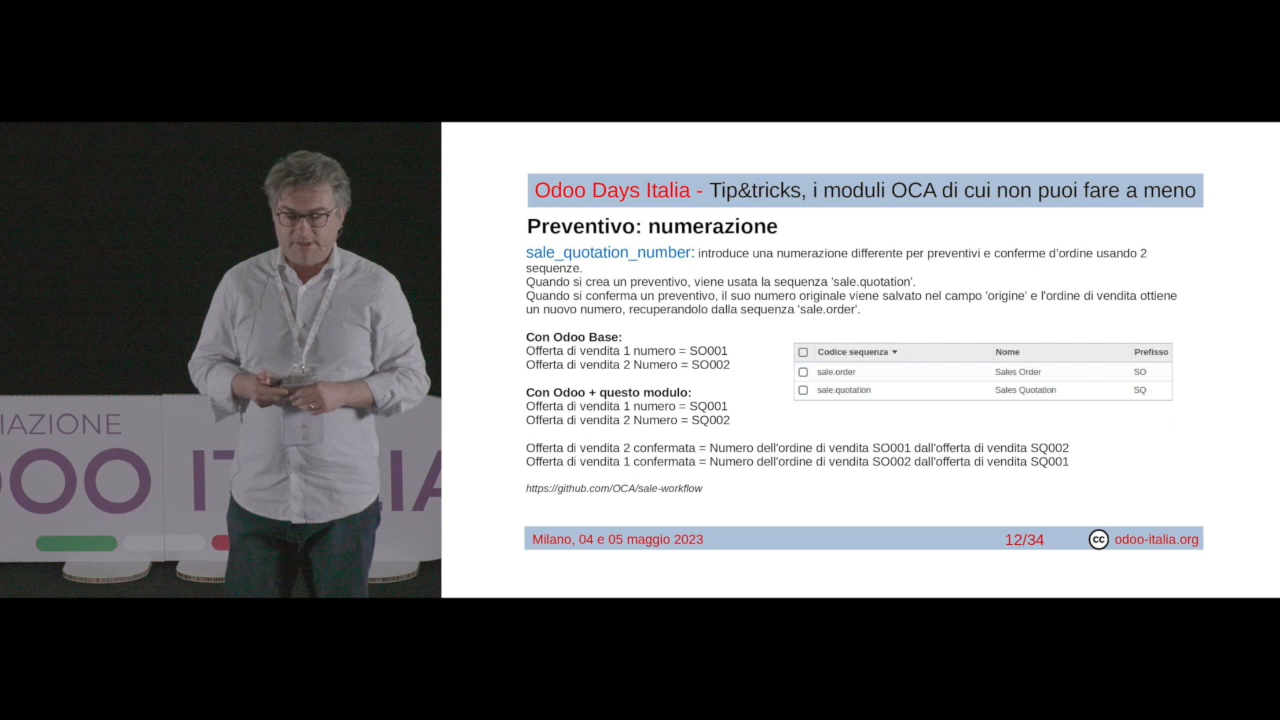 IAZIONE
OO IT LIA
Odoo Days Italia - Tip&tricks, i moduli OCA di cui non puoi fare a meno
Preventivo: numerazione
sale_quotation_number: introduce una numerazione differente per preventivi e conferme d'ordine usando 2
sequenze.
Quando si crea un preventivo, viene usata la sequenza 'sale.quotation'.
Quando si conferma un preventivo, il suo numero originale viene salvato nel campo 'origine' e l'ordine di vendita ottiene
un nuovo numero, recuperandolo dalla sequenza 'sale.order'.
Con Odoo Base:
Offerta di vendita 1 numero = SO001
Offerta di vendita 2 Numero = SO002
Codice sequenza Nome Prefisso
sale.order Sales Order SO
sale.quotation Sales Quotation SQ
Con Odoo + questo modulo:
Offerta di vendita 1 numero = SQ001
Offerta di vendita 2 Numero = SQ002
Offerta di vendita 2 confermata = Numero dell'ordine di vendita SO001 dall'offerta di vendita SQ002
Offerta di vendita 1 confermata = Numero dell'ordine di vendita SO002 dall'offerta di vendita SQ001
https://github.com/OCA/sale-workflow
Milano, 04 e 05 maggio 2023 12/34 cc odoo-italia.org